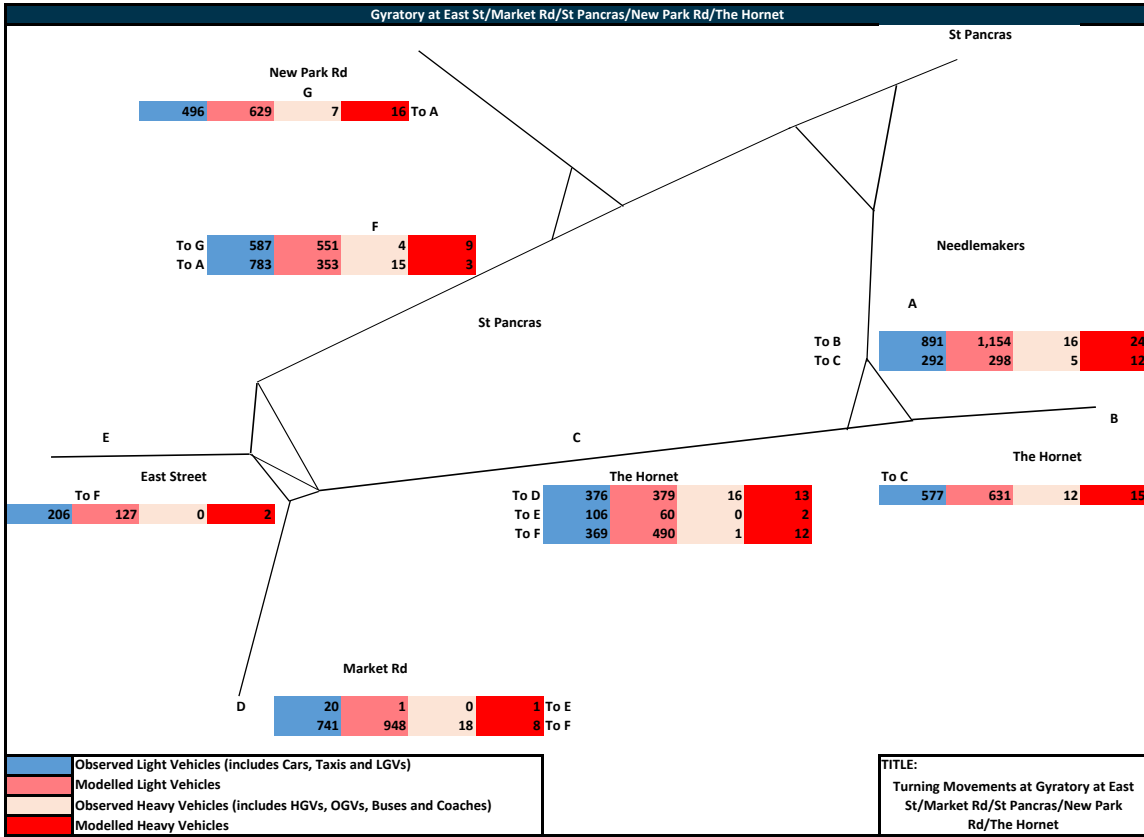 Gyratory at East St/Market Rd/St Pancras/New Park Rd/The Hornet
St Pancras
New Park Rd
G
496 629 7 16 To A
F
To G 587 551 4 9
To A 783 353 15 3
Needlemakers
A
St Pancras
To B 891 1,154 16 24
To C 292 298 5 12
B
E
C
East Street
The Hornet
The Hornet
To F
To C
206 127 0 2
577 631 12 15
To D 376 379 16 13
To E 106 60 0 2
To F 369 490 1 12
Market Rd
D
20 1 0 1 To E
741 948 18 8 To F
Observed Light Vehicles (includes Cars, Taxis and LGVs)
Modelled Light Vehicles
Observed Heavy Vehicles (includes HGVs, OGVs, Buses and Coaches)
Modelled Heavy Vehicles
TITLE:
Turning Movements at Gyratory at East
St/Market Rd/St Pancras/New Park
Rd/The Hornet